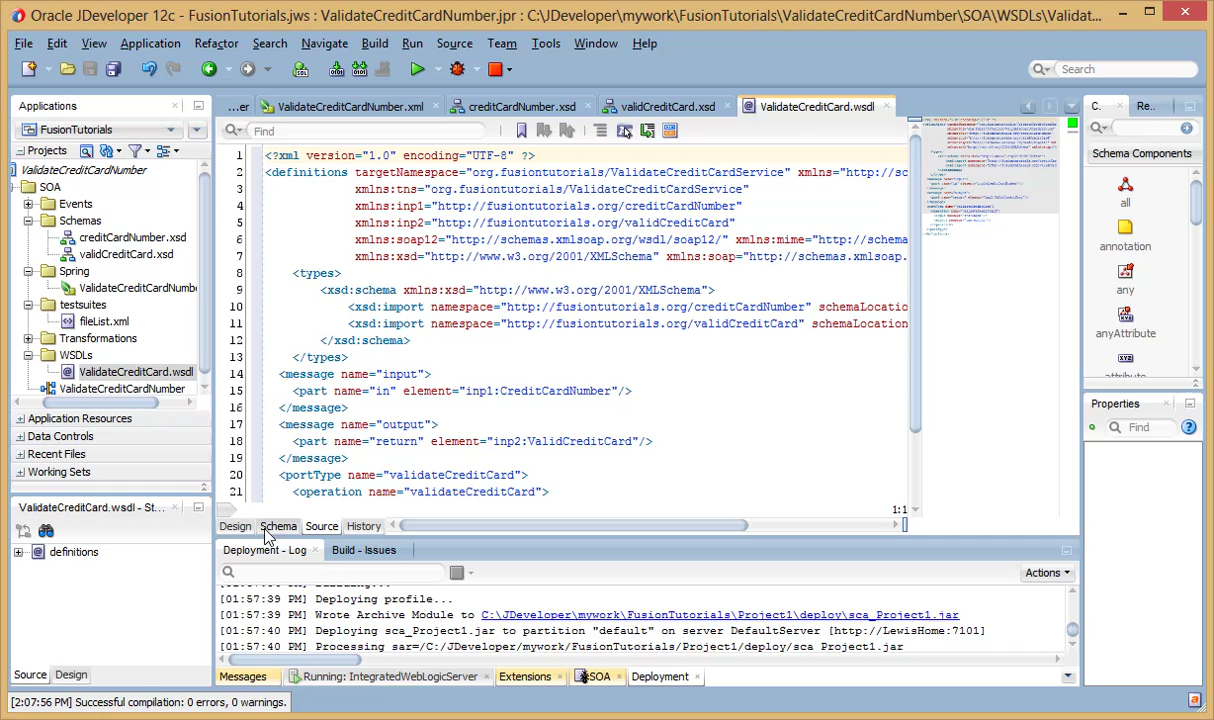 Oracle JDeveloper 12c - FusionTutorials.jws : ValidateCreditCardNumber.jpr : C:\JDeveloper\mywork\FusionTutorials\ValidateCreditCardNumber\SOA\WSDLs\Validat...
File Edit View Application Refactor Search Navigate Build Run Source Team Tools Window Help
Search
Applications
FusionTutorials
Projects
ValidateCreditCardNumber
SOA
Events
Schemas
creditCardNumber.xsd
validCreditCard.xsd
Spring
ValidateCreditCardNumb
testsuites
fileList.xml
Transformations
WSDLs
ValidateCreditCard.wsdl
ValidateCreditCardNumber
Application Resources
Data Controls
Recent Files
Working Sets
ValidateCreditCard.wsdl - St...
definitions
Source Design
...er ValidateCreditCardNumber.xml creditCardNumber.xsd validCreditCard.xsd ValidateCreditCard.wsdl
Find
1 <?xml version="1.0" encoding="UTF-8" ?>
2 <definitions targetNamespace="org.fusiontutorials/ValidateCreditCardService" xmlns="http://sc
3 xmlns:tns="org.fusiontutorials/ValidateCreditCardService"
4 xmlns:inp1="http://fusiontutorials.org/creditCardNumber"
5 xmlns:inp2="http://fusiontutorials.org/validCreditCard"
6 xmlns:soap12="http://schemas.xmlsoap.org/wsdl/soap12/" xmlns:mime="http://schema
7 xmlns:xsd="http://www.w3.org/2001/XMLSchema" xmlns:soap="http://schemas.xmlsoap.
8 <types>
9 <xsd:schema xmlns:xsd="http://www.w3.org/2001/XMLSchema">
10 <xsd:import namespace="http://fusiontutorials.org/creditCardNumber" schemaLocation
11 <xsd:import namespace="http://fusiontutorials.org/validCreditCard" schemaLocation
12 </xsd:schema>
13 </types>
14 <message name="input">
15 <part name="in" element="inp1:CreditCardNumber"/>
16 </message>
17 <message name="output">
18 <part name="return" element="inp2:ValidCreditCard"/>
19 </message>
20 <portType name="validateCreditCard">
21 <operation name="validateCreditCard">
1:1
Design Schema Source History
Deployment - Log Build - Issues
Actions
[01:57:39 PM] Deploying profile...
[01:57:39 PM] Wrote Archive Module to C:\JDeveloper\mywork\FusionTutorials\Project1\deploy\sca_Project1.jar
[01:57:40 PM] Deploying sca_Project1.jar to partition "default" on server DefaultServer [http://LewisHome:7101]
[01:57:40 PM] Processing sar=/C:/JDeveloper/mywork/FusionTutorials/Project1/deploy/sca_Project1.jar
Messages Running: IntegratedWebLogicServer Extensions SOA Deployment
C. Re..
Schema Components
all
annotation
any
anyAttribute
Properties
Find
[2:07:56 PM] Successful compilation: 0 errors, 0 warnings.